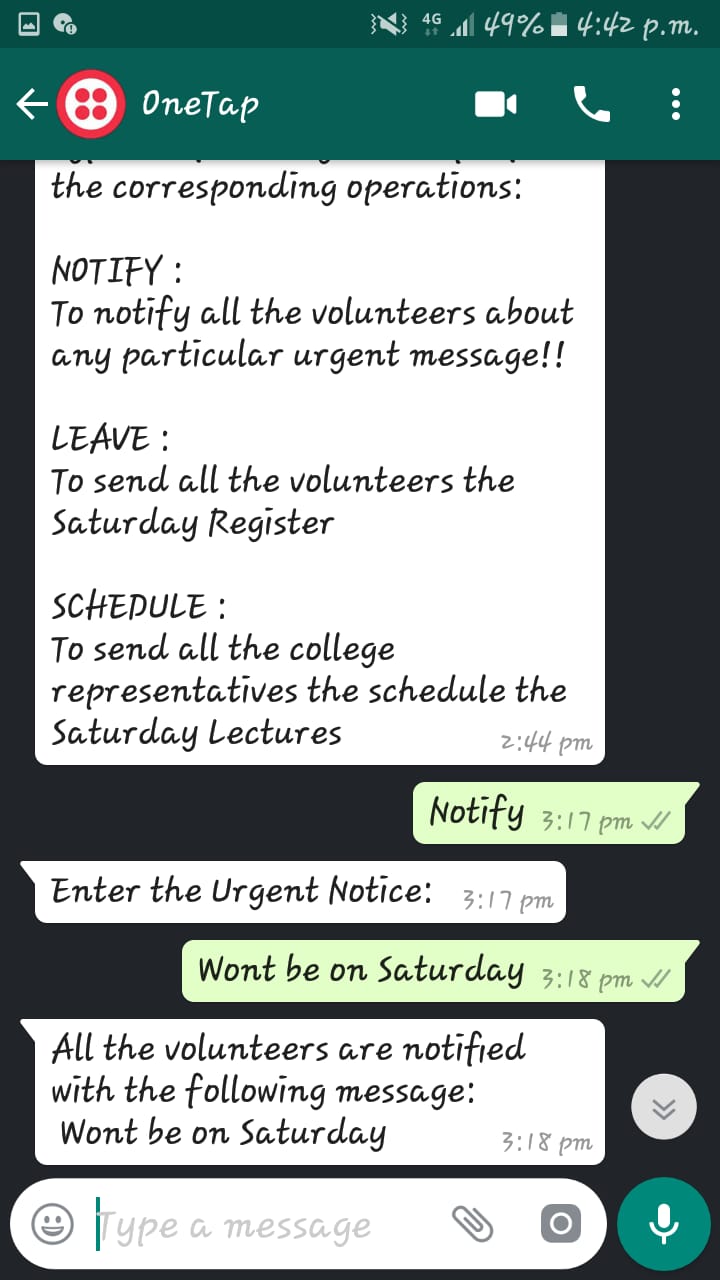 4G 49% 4:42 p.m.
OneTap
the corresponding operations:
NOTIFY :
To notify all the volunteers about
any particular urgent message!!
LEAVE :
To send all the volunteers the
Saturday Register
SCHEDULE :
To send all the college
representatives the schedule the
Saturday Lectures
2:44 pm
Notify 3:17 pm
Enter the Urgent Notice: 3:17 pm
Wont be on Saturday 3:18 pm
All the volunteers are notified
with the following message:
Wont be on Saturday 3:18 pm
Type a message